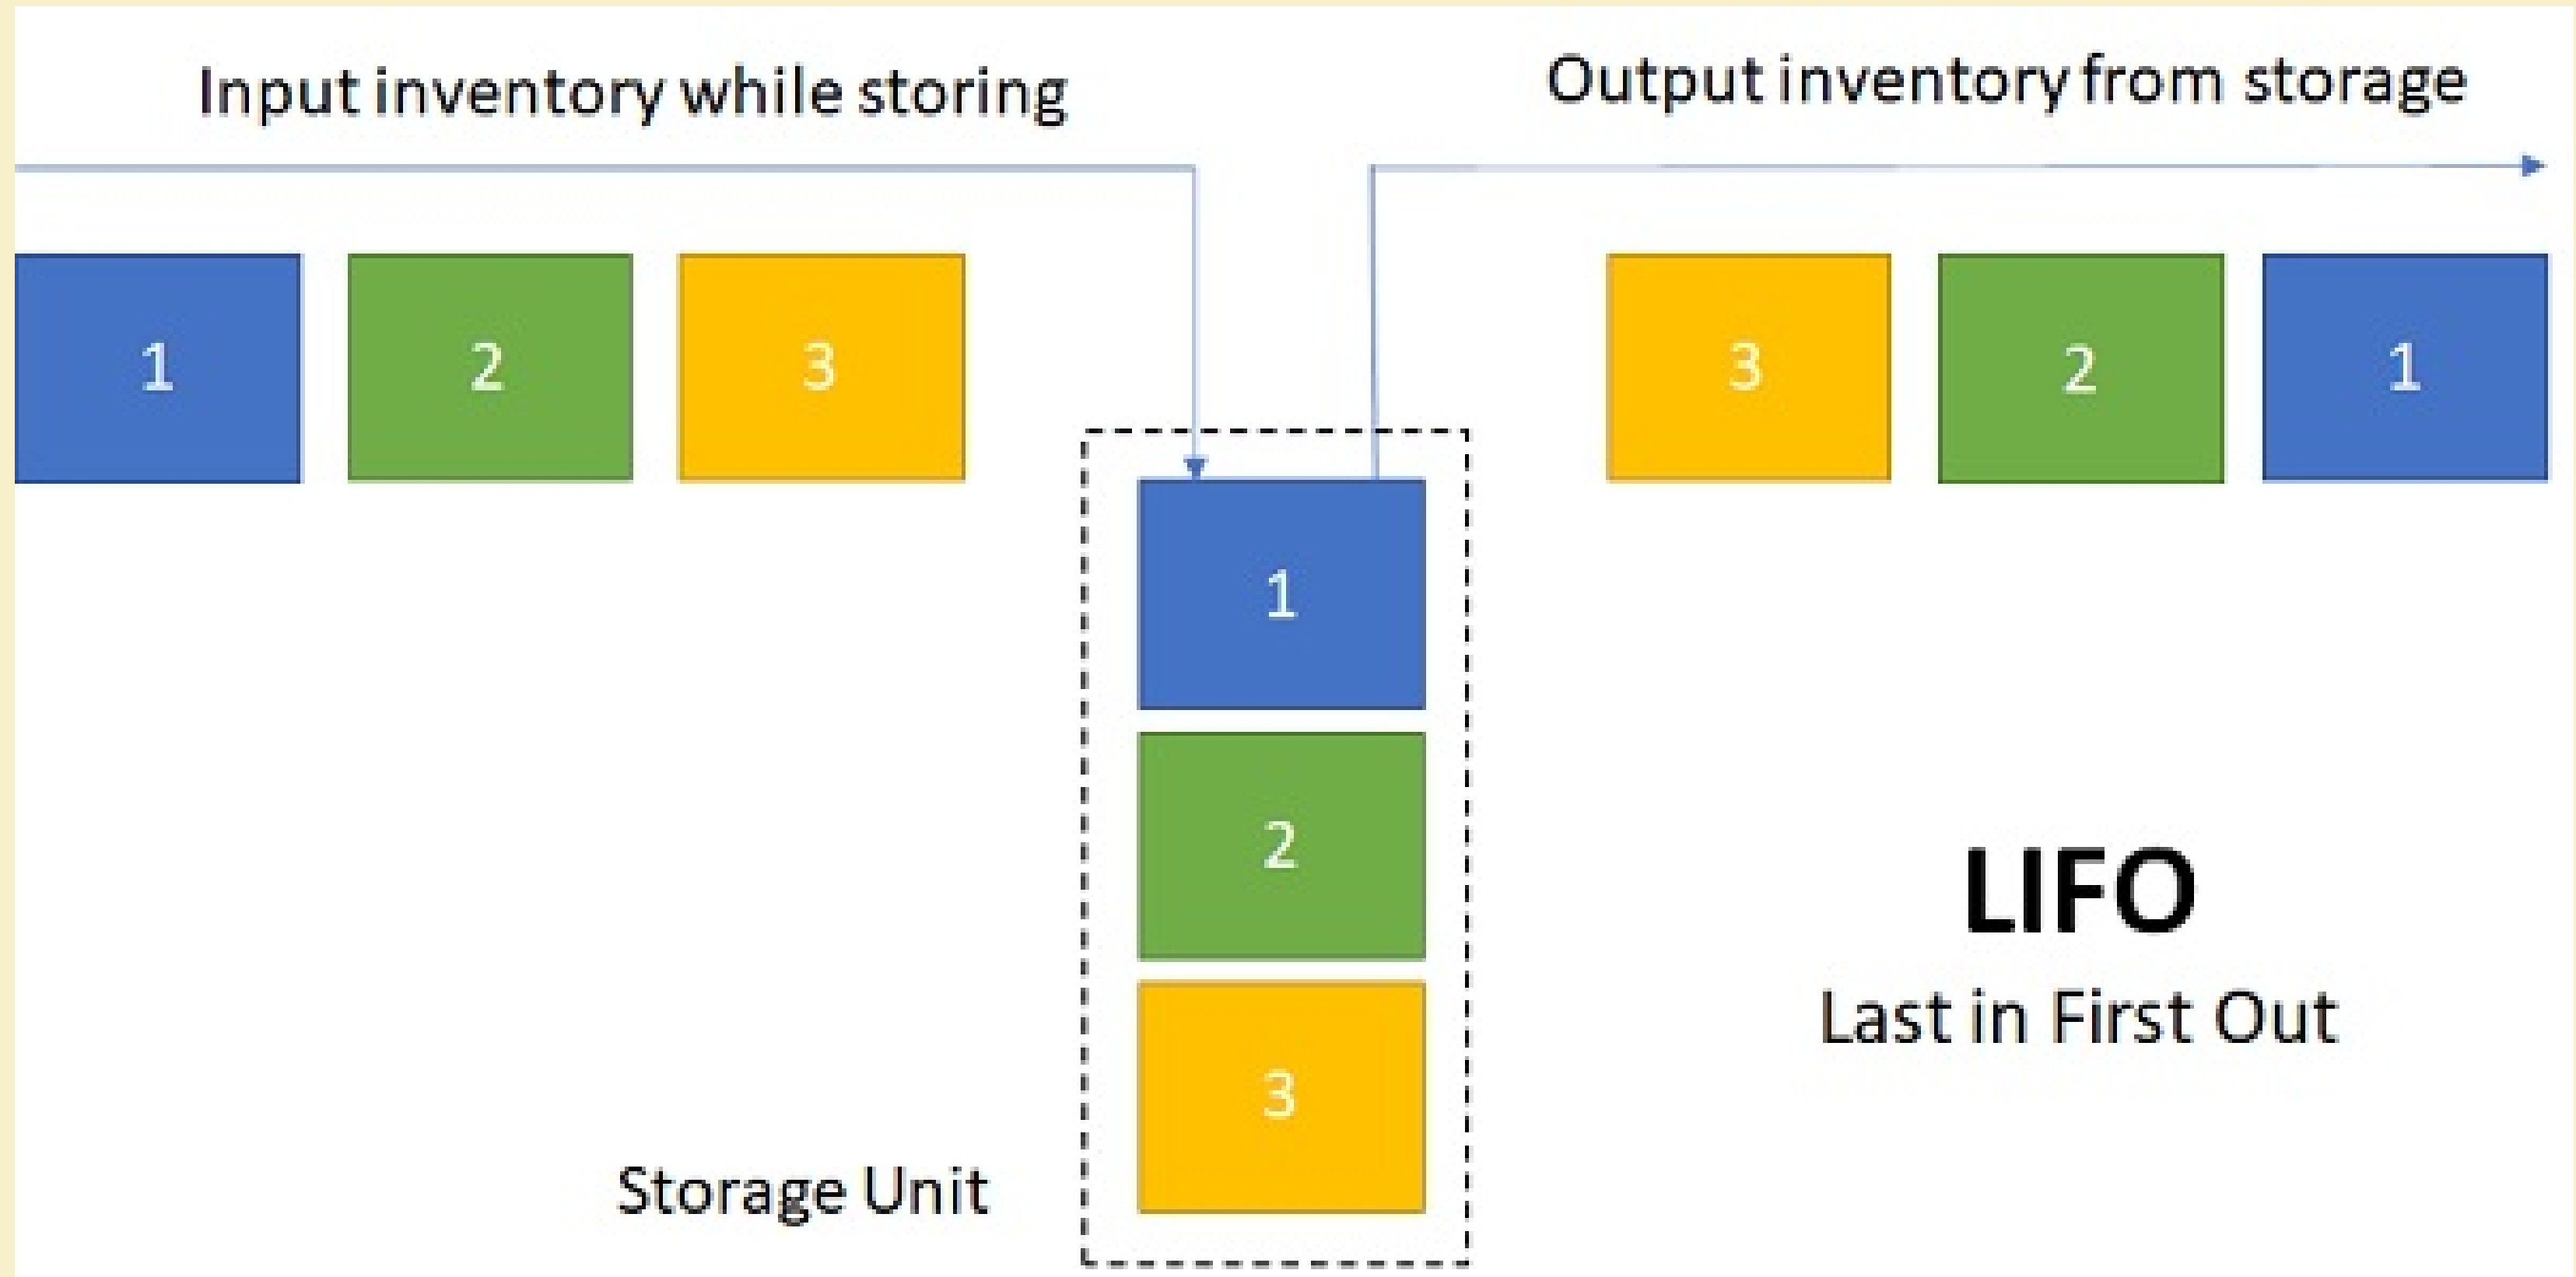 Input inventory while storing
Output inventory from storage
1 2 3
3 2 1
1
2
3
LIFO
Last in First Out
Storage Unit